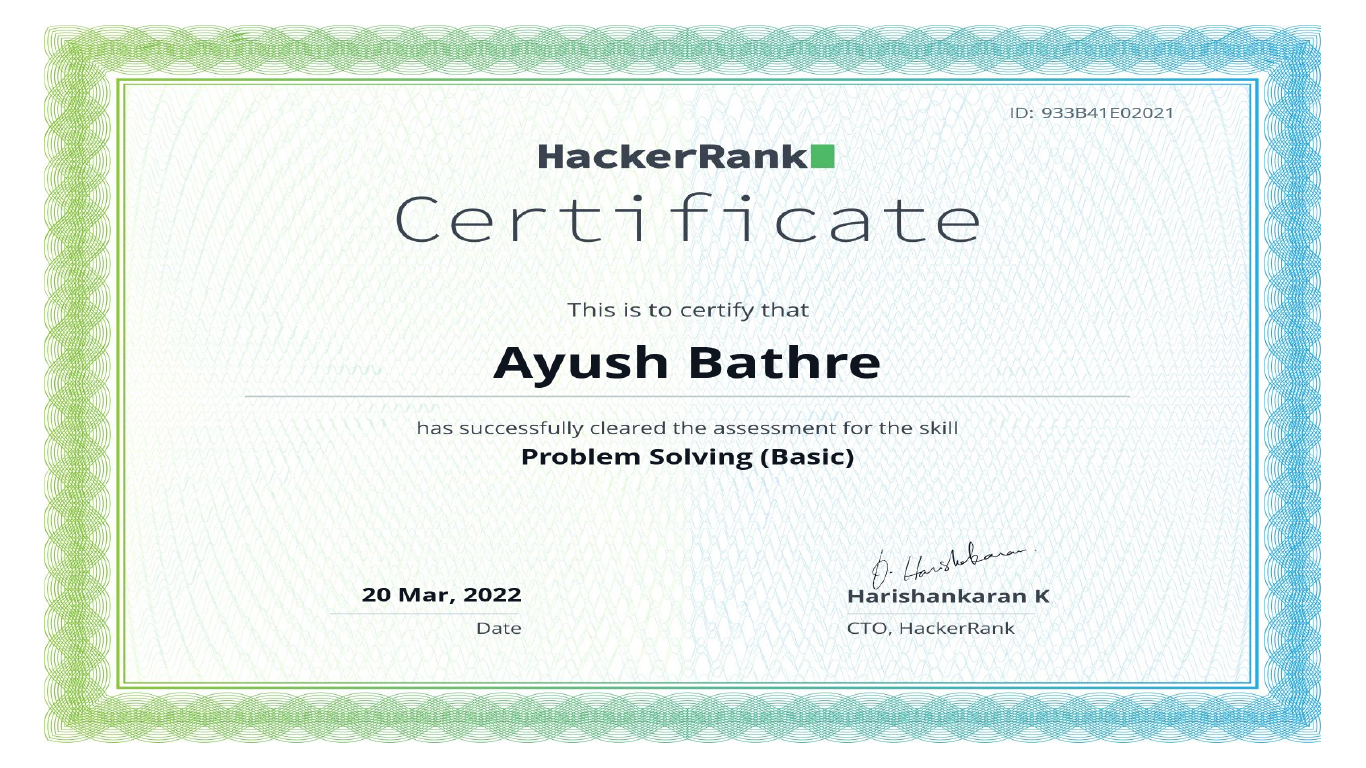 ID: 933B41E02021
HackerRank
Certificate
This is to certify that
Ayush Bathre
has successfully cleared the assessment for the skill
Problem Solving (Basic)
20 Mar, 2022
Date
Harishankaran K
CTO, HackerRank